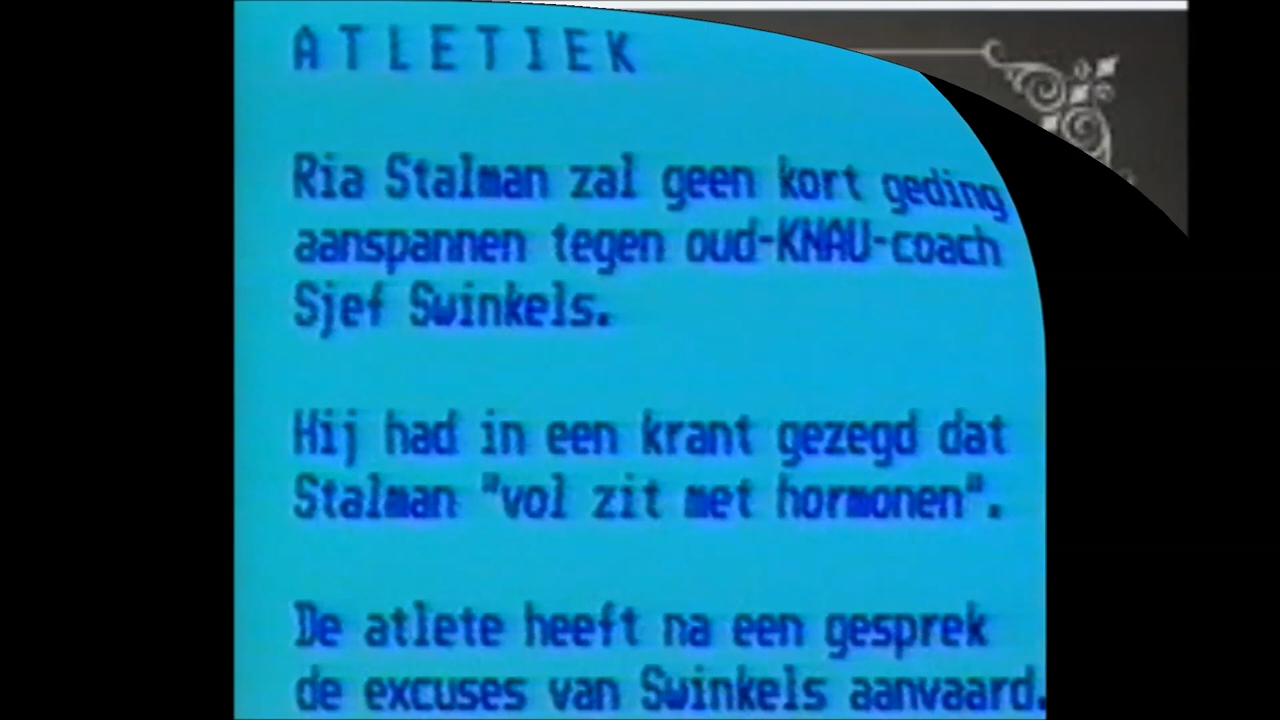 ATLETIEK
Ria Stalman zal geen kort geding
aanspannen tegen oud-KNAU-coach
Sjef Swinkels.
Hij had in een krant gezegd dat
Stalman "vol zit met hormonen".
De atlete heeft na een gesprek
de excuses van Swinkels aanvaard.